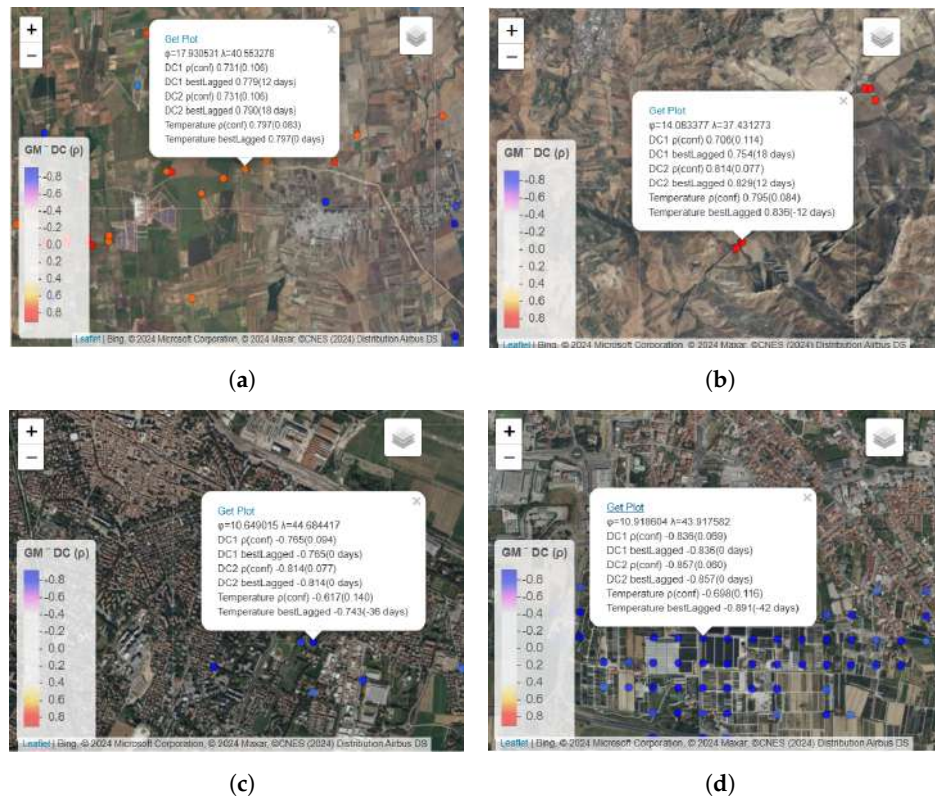 +
−
×
Get Plot
φ=17.930531 λ=40.553278
DC1 ρ(conf) 0.731(0.106)
DC1 bestLagged 0.779(12 days)
DC2 ρ(conf) 0.731(0.106)
DC2 bestLagged 0.790(18 days)
Temperature ρ(conf) 0.797(0.083)
Temperature bestLagged 0.797(0 days)
GM~DC (ρ)
-0.8
-0.6
-0.4
-0.2
0.0
0.2
0.4
0.6
0.8
Leaflet | Bing, © 2024 Microsoft Corporation, © 2024 Maxar, ©CNES (2024) Distribution Airbus DS
(a)
+
−
×
Get Plot
φ=14.083377 λ=37.431273
DC1 ρ(conf) 0.706(0.114)
DC1 bestLagged 0.754(18 days)
DC2 ρ(conf) 0.814(0.077)
DC2 bestLagged 0.829(12 days)
Temperature ρ(conf) 0.795(0.084)
Temperature bestLagged 0.836(-12 days)
GM~DC (ρ)
-0.8
-0.6
-0.4
-0.2
0.0
0.2
0.4
0.6
0.8
Leaflet | Bing, © 2024 Microsoft Corporation, © 2024 Maxar, ©CNES (2024) Distribution Airbus DS
(b)
+
−
×
Get Plot
φ=10.649015 λ=44.684417
DC1 ρ(conf) -0.765(0.094)
DC1 bestLagged -0.765(0 days)
DC2 ρ(conf) -0.814(0.077)
DC2 bestLagged -0.814(0 days)
Temperature ρ(conf) -0.617(0.140)
Temperature bestLagged -0.743(-36 days)
GM~DC (ρ)
-0.8
-0.6
-0.4
-0.2
0.0
0.2
0.4
0.6
0.8
Leaflet | Bing, © 2024 Microsoft Corporation, © 2024 Maxar, ©CNES (2024) Distribution Airbus DS
(c)
+
−
×
Get Plot
φ=10.918604 λ=43.917582
DC1 ρ(conf) -0.836(0.069)
DC1 bestLagged -0.836(0 days)
DC2 ρ(conf) -0.857(0.060)
DC2 bestLagged -0.857(0 days)
Temperature ρ(conf) -0.698(0.116)
Temperature bestLagged -0.891(-42 days)
GM~DC (ρ)
-0.8
-0.6
-0.4
-0.2
0.0
0.2
0.4
0.6
0.8
Leaflet | Bing, © 2024 Microsoft Corporation, © 2024 Maxar, ©CNES (2024) Distribution Airbus DS
(d)